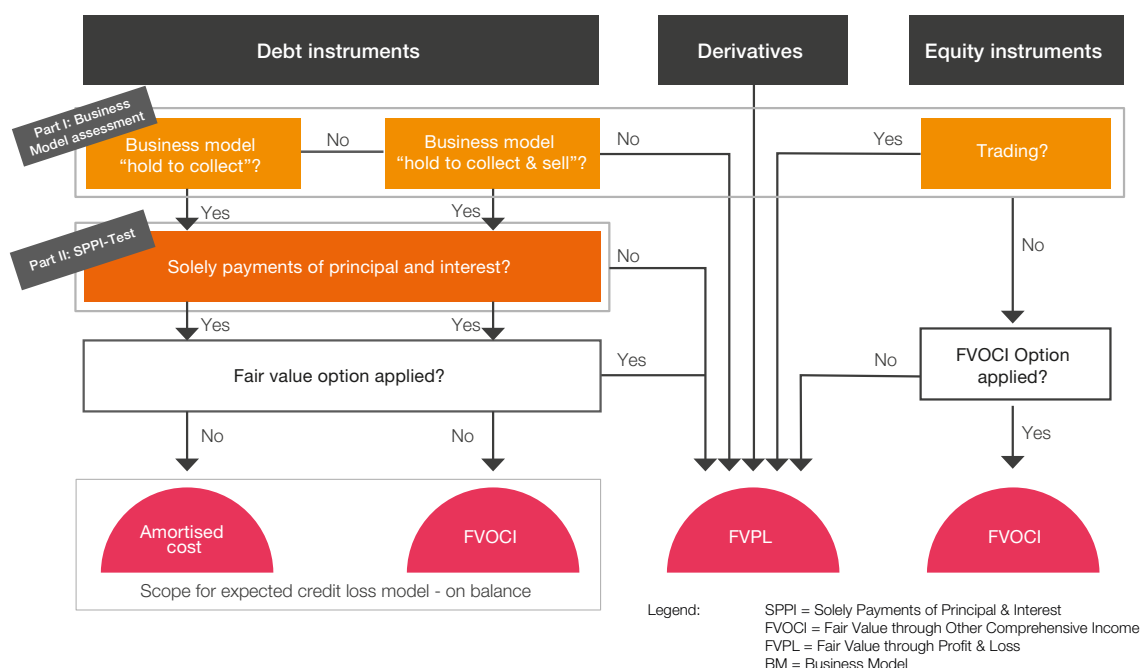 Debt instruments
Derivatives
Equity instruments
Part I: Business
Model assessment
Business model
“hold to collect”?
No
Business model
“hold to collect & sell”?
No
Yes
Trading?
Yes
Yes
Part II: SPPI-Test
Solely payments of principal and interest?
No
No
Yes
Yes
Fair value option applied?
Yes
No
FVOCI Option
applied?
No
No
Yes
Amortised
cost
FVOCI
FVPL
FVOCI
Scope for expected credit loss model - on balance
Legend:
SPPI = Solely Payments of Principal & Interest
FVOCI = Fair Value through Other Comprehensive Income
FVPL = Fair Value through Profit & Loss
BM = Business Model